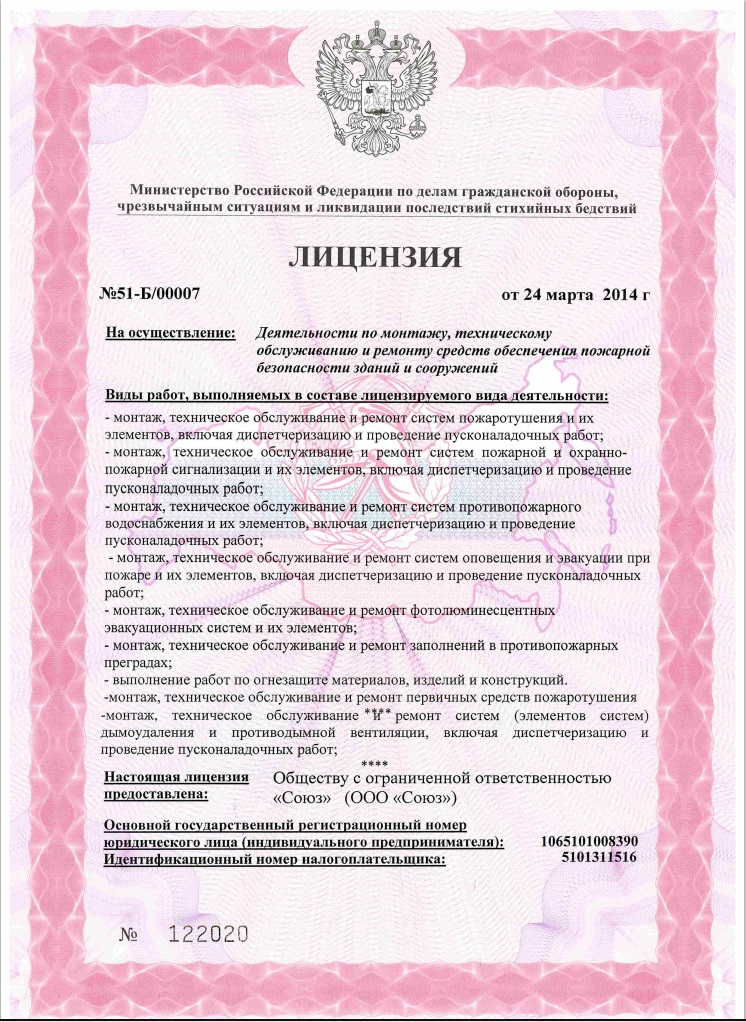 Министерство Российской Федерации по делам гражданской обороны,
чрезвычайным ситуациям и ликвидации последствий стихийных бедствий
ЛИЦЕНЗИЯ
№51-Б/00007 от 24 марта 2014 г
На осуществление: Деятельности по монтажу, техническому
обслуживанию и ремонту средств обеспечения пожарной
безопасности зданий и сооружений
Виды работ, выполняемых в составе лицензируемого вида деятельности:
- монтаж, техническое обслуживание и ремонт систем пожаротушения и их
элементов, включая диспетчеризацию и проведение пусконаладочных работ;
- монтаж, техническое обслуживание и ремонт систем пожарной и охранно-
пожарной сигнализации и их элементов, включая диспетчеризацию и проведение
пусконаладочных работ;
- монтаж, техническое обслуживание и ремонт систем противопожарного
водоснабжения и их элементов, включая диспетчеризацию и проведение
пусконаладочных работ;
- монтаж, техническое обслуживание и ремонт систем оповещения и эвакуации при
пожаре и их элементов, включая диспетчеризацию и проведение пусконаладочных
работ;
- монтаж, техническое обслуживание и ремонт фотолюминесцентных
эвакуационных систем и их элементов;
- монтаж, техническое обслуживание и ремонт заполнений в противопожарных
преградах;
- выполнение работ по огнезащите материалов, изделий и конструкций.
-монтаж, техническое обслуживание и ремонт первичных средств пожаротушения
****
-монтаж, техническое обслуживание и ремонт систем (элементов систем)
дымоудаления и противодымной вентиляции, включая диспетчеризацию и
проведение пусконаладочных работ;
****
Настоящая лицензия Обществу с ограниченной ответственностью
предоставлена: «Союз» (ООО «Союз»)
Основной государственный регистрационный номер
юридического лица (индивидуального предпринимателя): 1065101008390
Идентификационный номер налогоплательщика: 5101311516
№ 122020